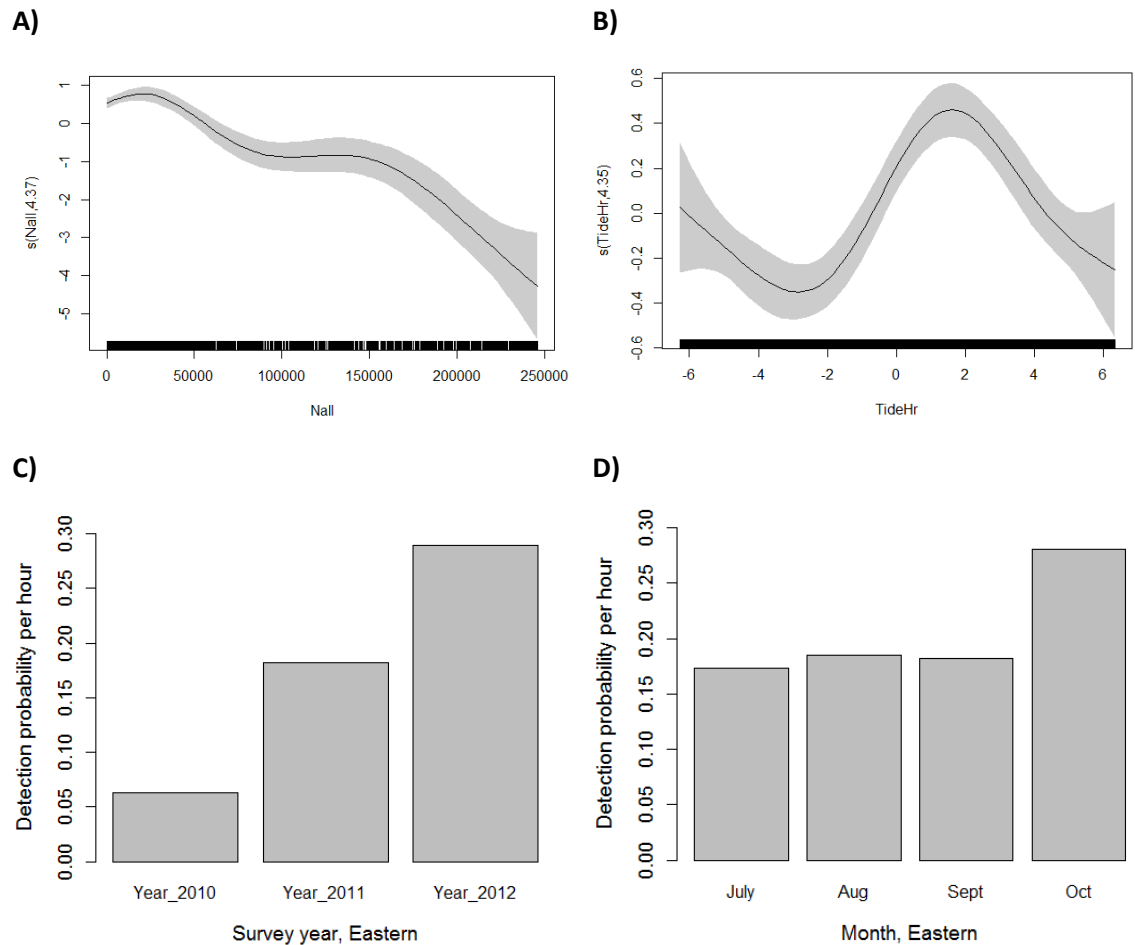 A)
B)
s(Nall,4.37)
1
0
-1
-2
-3
-4
-5
0 50000 100000 150000 200000 250000
Nall
s(TideHr,4.35)
0.6
0.4
0.2
0.0
-0.2
-0.4
-0.6
-6 -4 -2 0 2 4 6
TideHr
C)
D)
Detection probability per hour
0.30
0.25
0.20
0.15
0.10
0.05
0.00
Year_2010 Year_2011 Year_2012
Survey year, Eastern
Detection probability per hour
0.30
0.25
0.20
0.15
0.10
0.05
0.00
July Aug Sept Oct
Month, Eastern